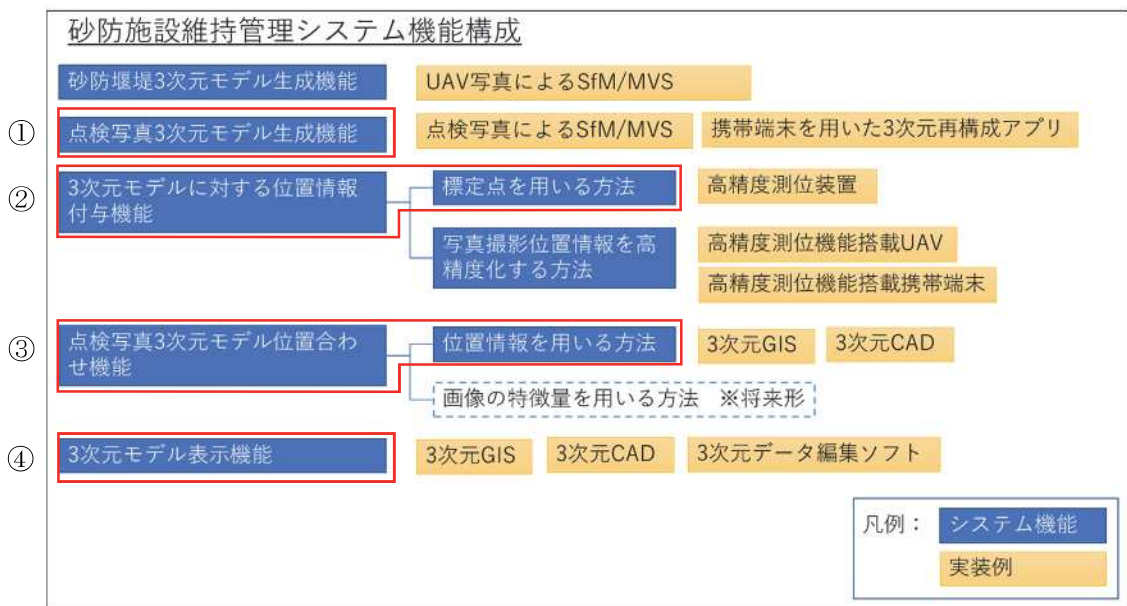 砂防施設維持管理システム機能構成
砂防堰堤3次元モデル生成機能
UAV写真によるSfM/MVS
①
点検写真3次元モデル生成機能
点検写真によるSfM/MVS
携帯端末を用いた3次元再構成アプリ
②
3次元モデルに対する位置情報
付与機能
標定点を用いる方法
高精度測位装置
写真撮影位置情報を高
精度化する方法
高精度測位機能搭載UAV
高精度測位機能搭載携帯端末
③
点検写真3次元モデル位置合わ
せ機能
位置情報を用いる方法
3次元GIS
3次元CAD
画像の特徴量を用いる方法　※将来形
④
3次元モデル表示機能
3次元GIS
3次元CAD
3次元データ編集ソフト
凡例：
システム機能
実装例